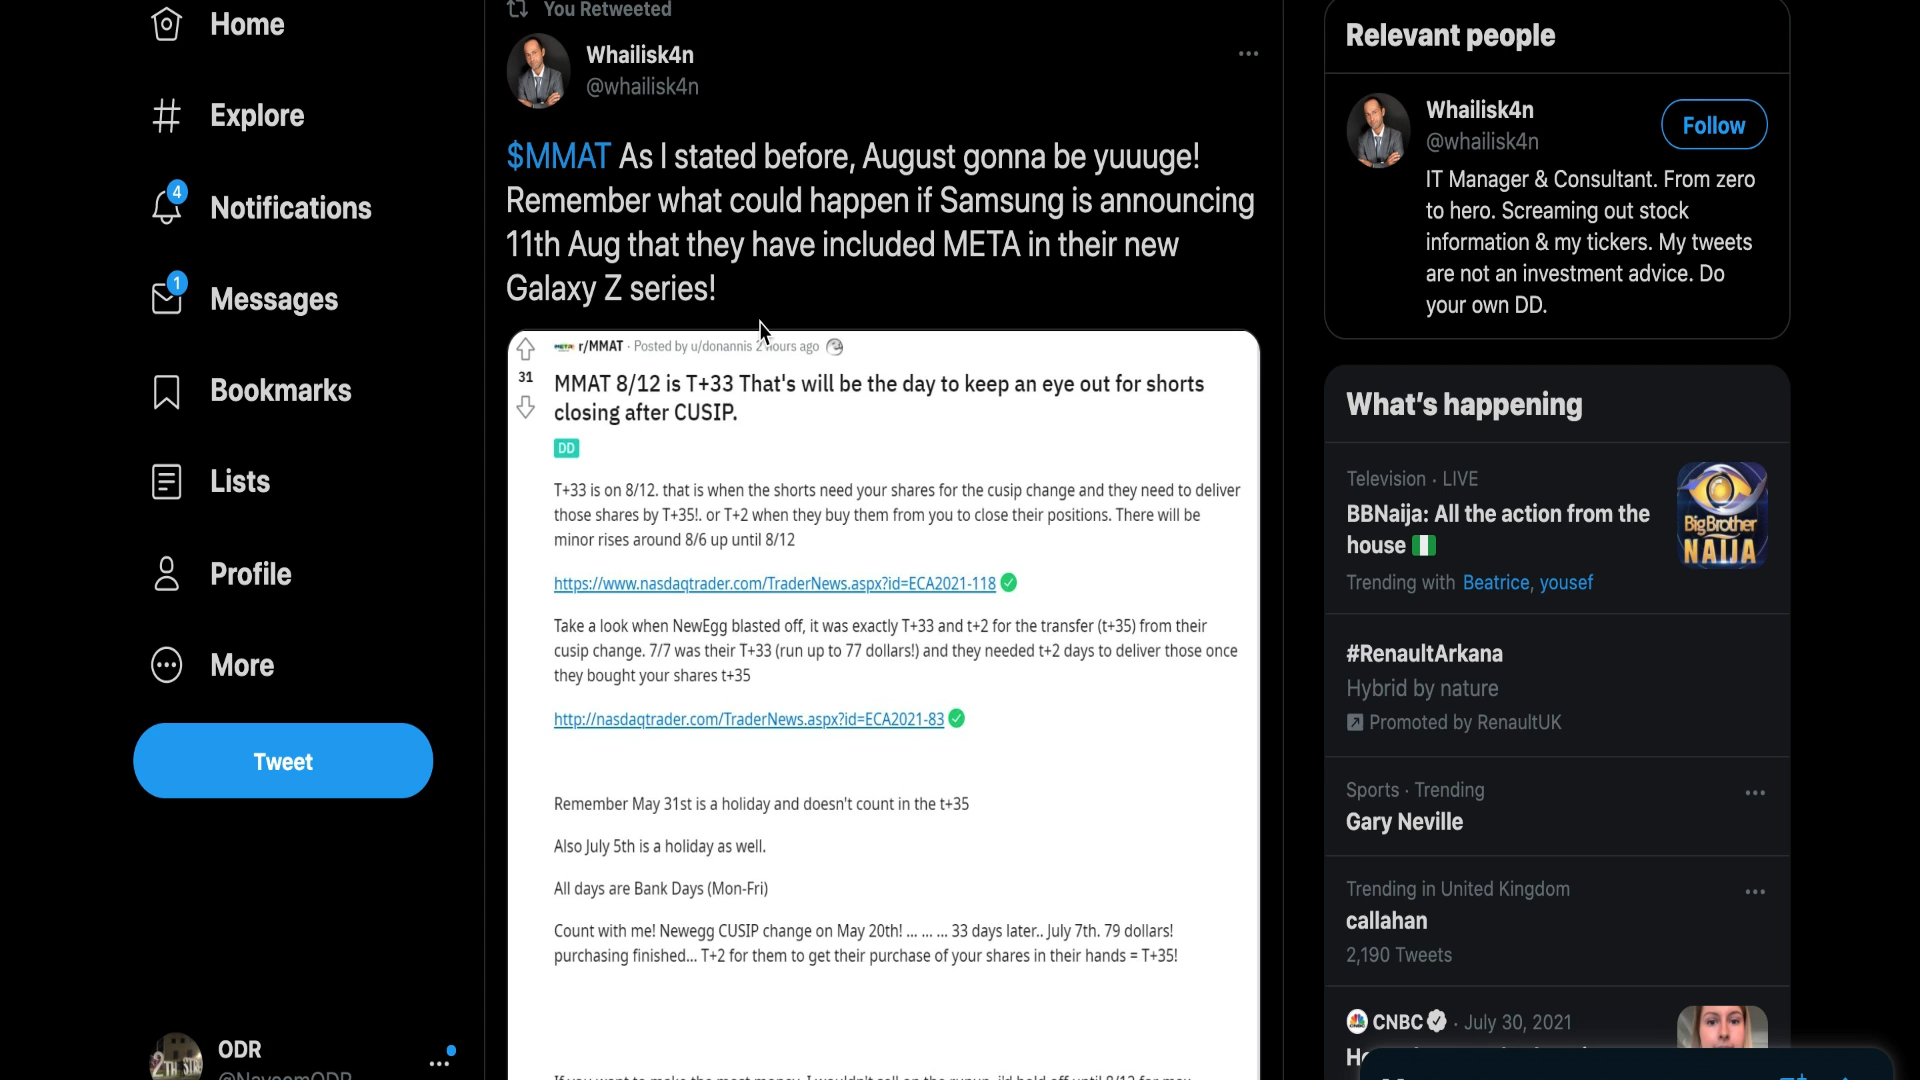 Home
Explore
4
Notifications
1
Messages
Bookmarks
Lists
Profile
More
Tweet
ODR
You Retweeted
Whailisk4n
@whailisk4n
$MMAT As I stated before, August gonna be yuuuge!
Remember what could happen if Samsung is announcing
11th Aug that they have included META in their new
Galaxy Z series!
r/MMAT · Posted by u/donannis 2 hours ago
31
MMAT 8/12 is T+33 That's will be the day to keep an eye out for shorts
closing after CUSIP.
DD
T+33 is on 8/12. that is when the shorts need your shares for the cusip change and they need to deliver
those shares by T+35!. or T+2 when they buy them from you to close their positions. There will be
minor rises around 8/6 up until 8/12
https://www.nasdaqtrader.com/TraderNews.aspx?id=ECA2021-118
Take a look when NewEgg blasted off, it was exactly T+33 and t+2 for the transfer (t+35) from their
cusip change. 7/7 was their T+33 (run up to 77 dollars!) and they needed t+2 days to deliver those once
they bought your shares t+35
http://nasdaqtrader.com/TraderNews.aspx?id=ECA2021-83
Remember May 31st is a holiday and doesn't count in the t+35
Also July 5th is a holiday as well.
All days are Bank Days (Mon-Fri)
Count with me! Newegg CUSIP change on May 20th! ... ... ... 33 days later.. July 7th. 79 dollars!
purchasing finished... T+2 for them to get their purchase of your shares in their hands = T+35!
Relevant people
Whailisk4n
@whailisk4n
Follow
IT Manager & Consultant. From zero
to hero. Screaming out stock
information & my tickers. My tweets
are not an investment advice. Do
your own DD.
What's happening
Television · LIVE
BBNaija: All the action from the
house
Trending with Beatrice, yousef
Big Brother
NAIJA
#RenaultArkana
Hybrid by nature
Promoted by RenaultUK
Sports · Trending
Gary Neville
Trending in United Kingdom
callahan
2,190 Tweets
CNBC · July 30, 2021